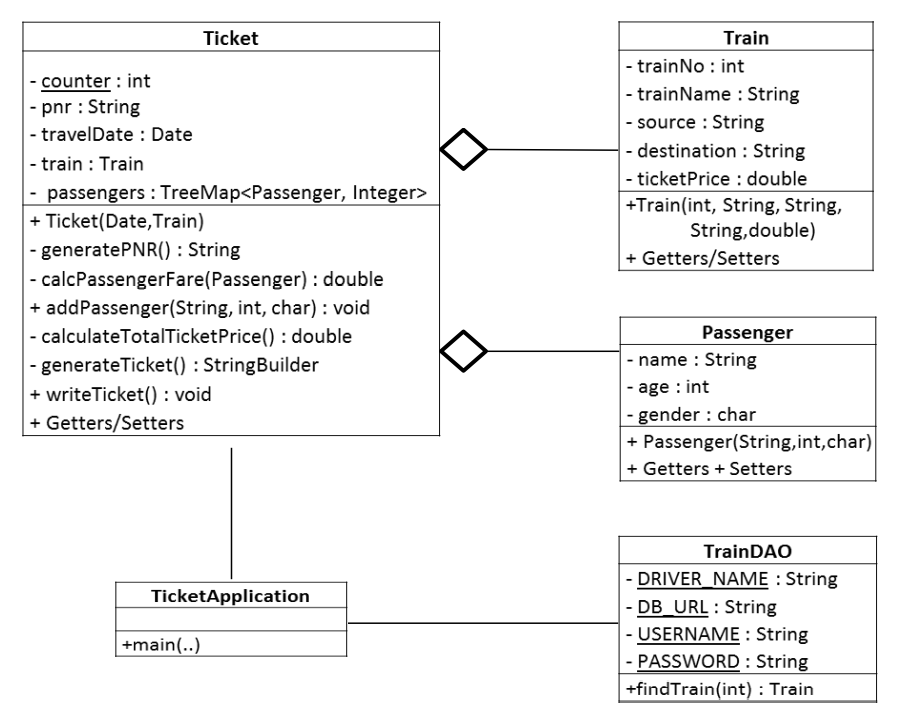 Ticket
- counter : int
- pnr : String
- travelDate : Date
- train : Train
- passengers : TreeMap<Passenger, Integer>
+ Ticket(Date,Train)
- generatePNR() : String
- calcPassengerFare(Passenger) : double
+ addPassenger(String, int, char) : void
- calculateTotalTicketPrice() : double
- generateTicket() : StringBuilder
+ writeTicket() : void
+ Getters/Setters
Train
- trainNo : int
- trainName : String
- source : String
- destination : String
- ticketPrice : double
+Train(int, String, String,
String,double)
+ Getters/Setters
Passenger
- name : String
- age : int
- gender : char
+ Passenger(String,int,char)
+ Getters + Setters
TicketApplication
+main(..)
TrainDAO
- DRIVER_NAME : String
- DB_URL : String
- USERNAME : String
- PASSWORD : String
+findTrain(int) : Train